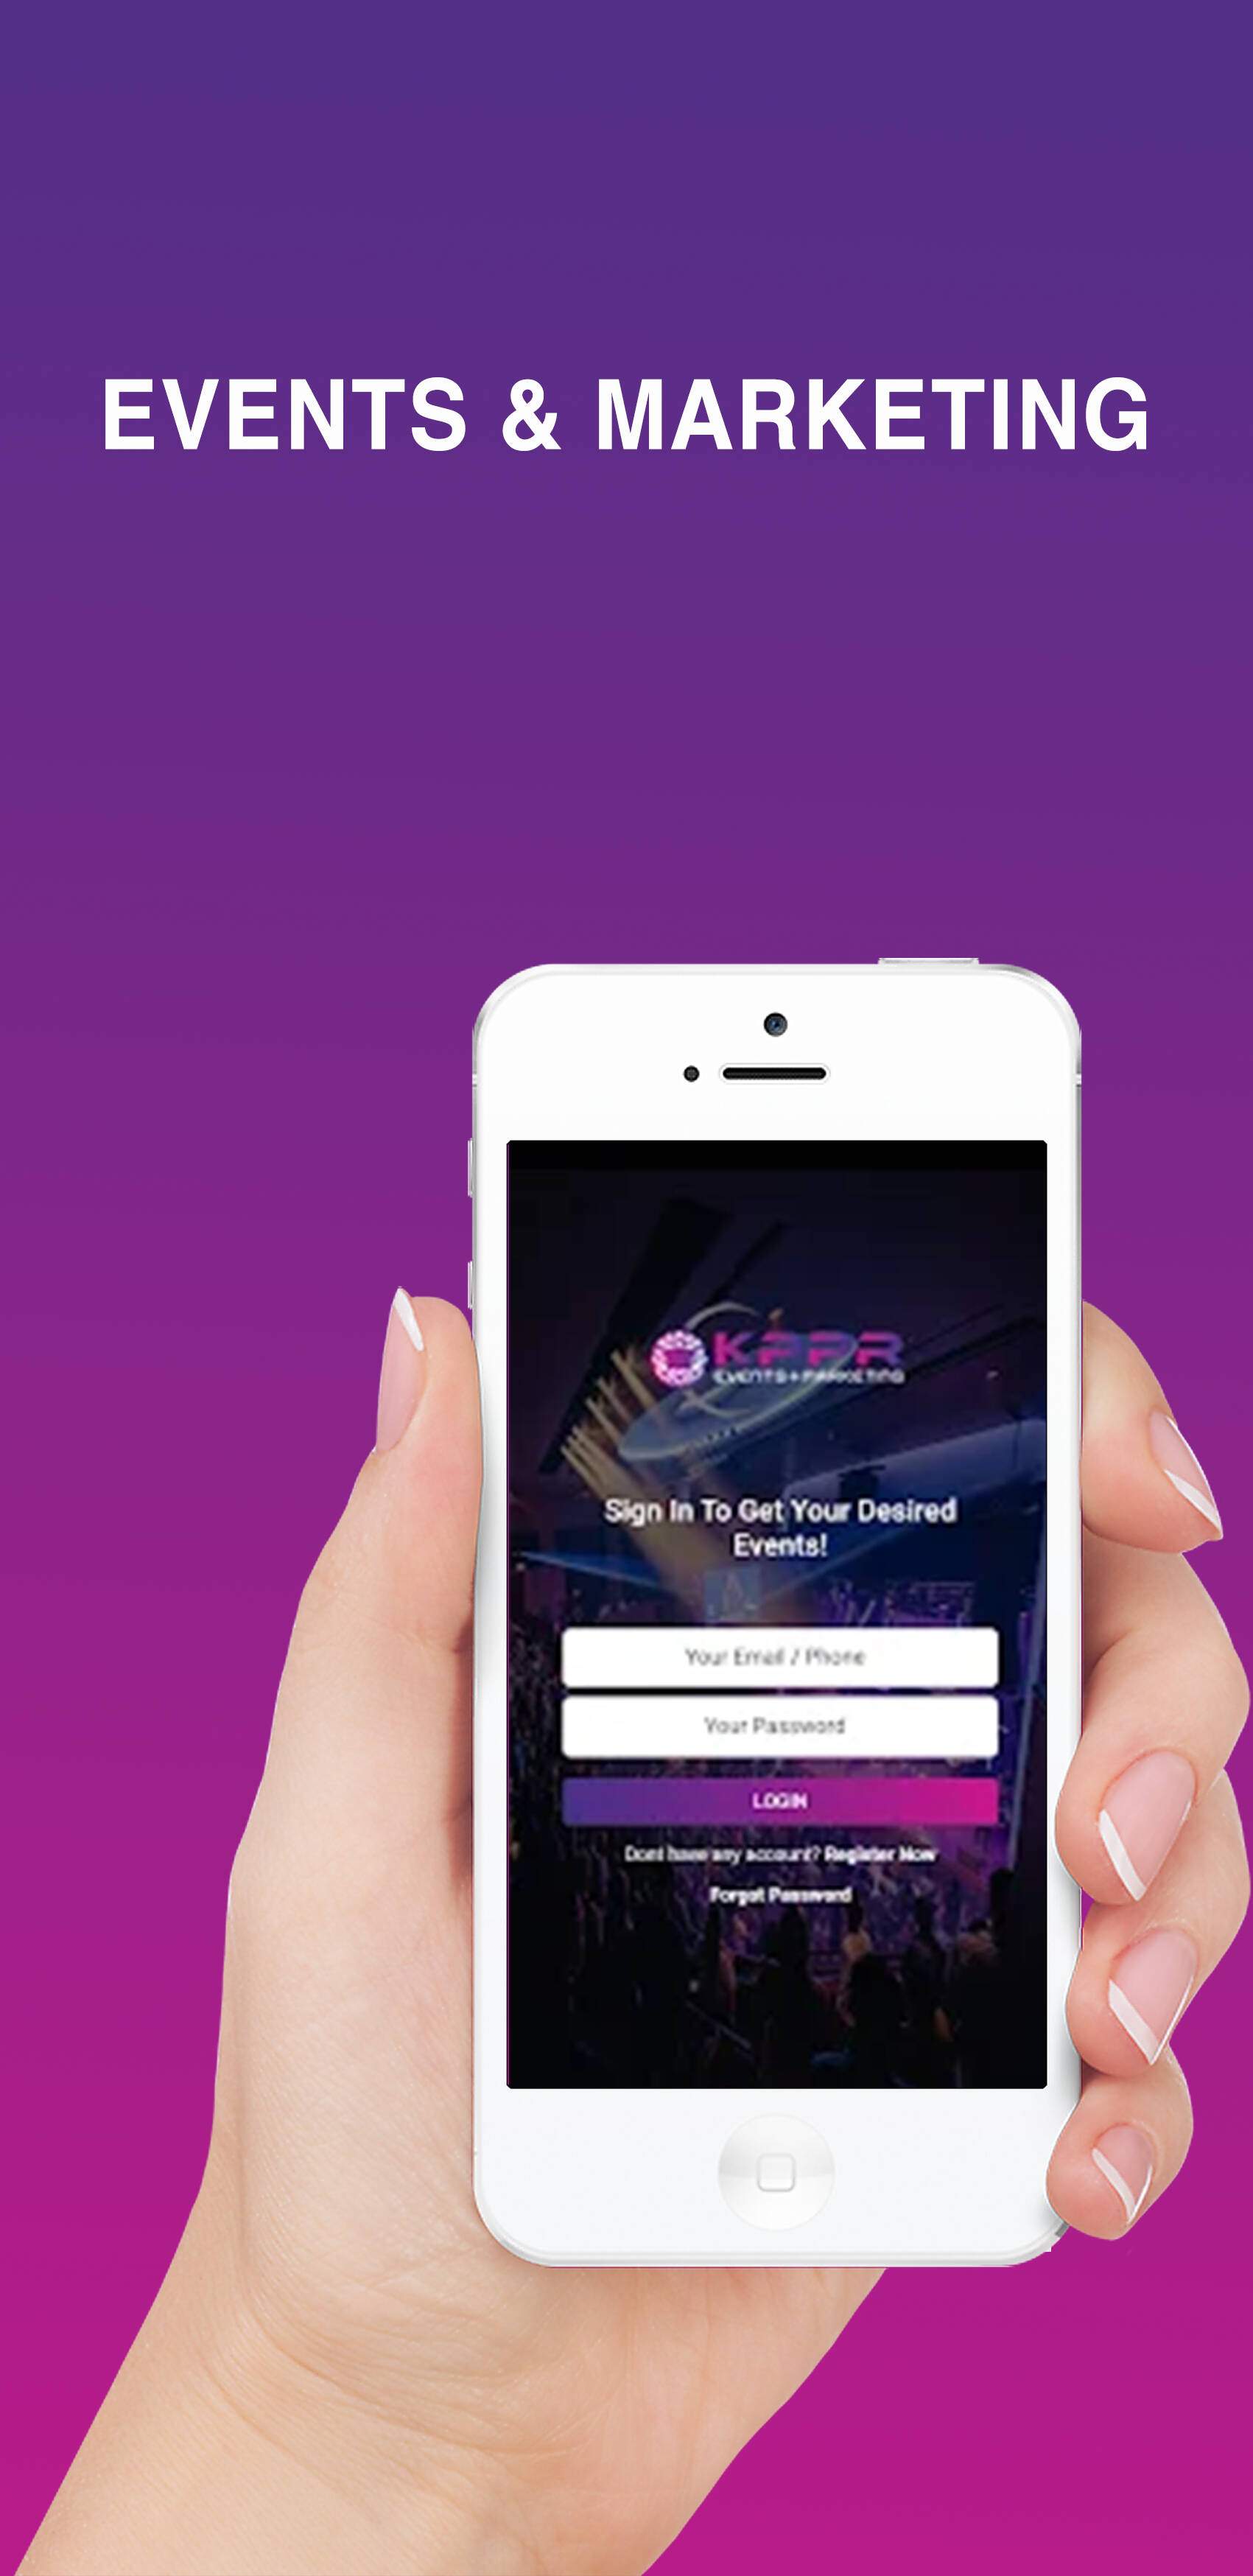 EVENTS & MARKETING
KPPR
EVENTS+MARKETING
Sign In To Get Your Desired
Events!
Your Email / Phone
Your Password
LOGIN
Dont have any account? Register Now
Forgot Password